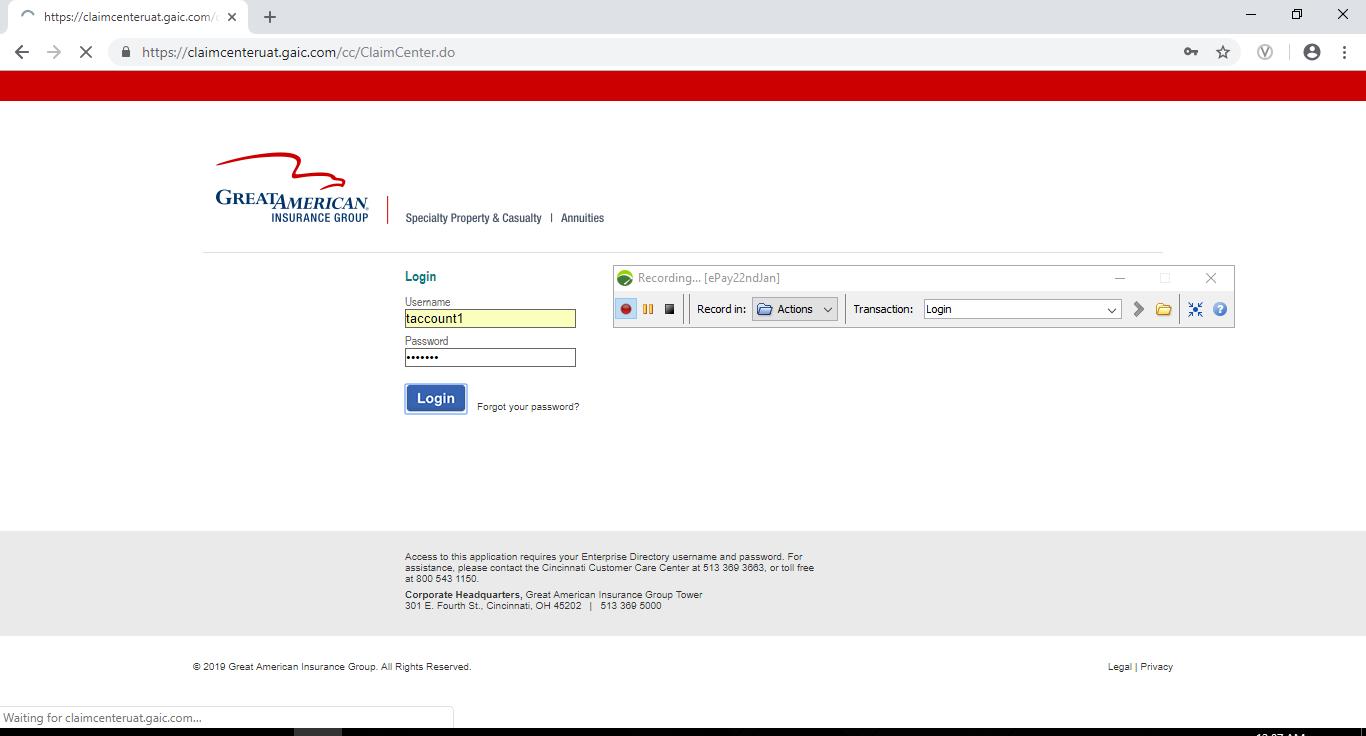 https://claimcenteruat.gaic.com/
https://claimcenteruat.gaic.com/cc/ClaimCenter.do
GREATAMERICAN
INSURANCE GROUP
Specialty Property & Casualty | Annuities
Login
Username
taccount1
Password
•••••••
Login
Forgot your password?
Recording... [ePay22ndJan]
Record in: Actions Transaction: Login
Access to this application requires your Enterprise Directory username and password. For
assistance, please contact the Cincinnati Customer Care Center at 513 369 3663, or toll free
at 800 543 1150.
Corporate Headquarters, Great American Insurance Group Tower
301 E. Fourth St., Cincinnati, OH 45202 | 513 369 5000
© 2019 Great American Insurance Group. All Rights Reserved.
Legal | Privacy
Waiting for claimcenteruat.gaic.com...